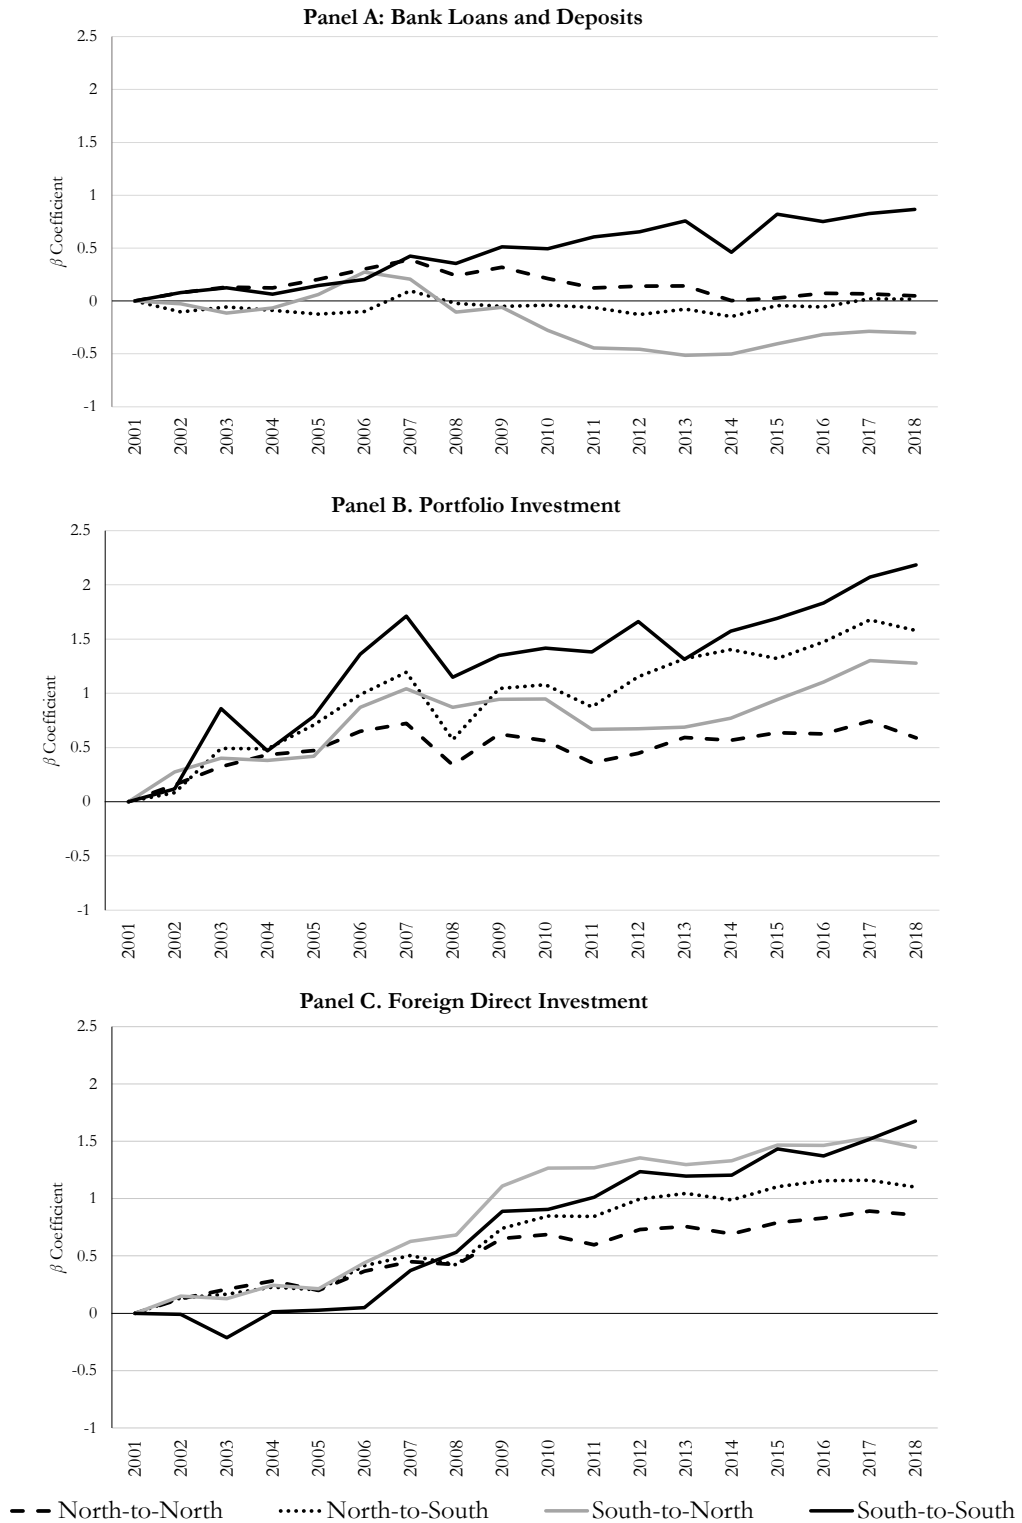 Panel A: Bank Loans and Deposits
2.5
2
1.5
1
0.5
0
-0.5
-1
β Coefficient
2001 2002 2003 2004 2005 2006 2007 2008 2009 2010 2011 2012 2013 2014 2015 2016 2017 2018
Panel B. Portfolio Investment
2.5
2
1.5
1
0.5
0
-0.5
-1
β Coefficient
2001 2002 2003 2004 2005 2006 2007 2008 2009 2010 2011 2012 2013 2014 2015 2016 2017 2018
Panel C. Foreign Direct Investment
2.5
2
1.5
1
0.5
0
-0.5
-1
β Coefficient
2001 2002 2003 2004 2005 2006 2007 2008 2009 2010 2011 2012 2013 2014 2015 2016 2017 2018
North-to-North North-to-South South-to-North South-to-South